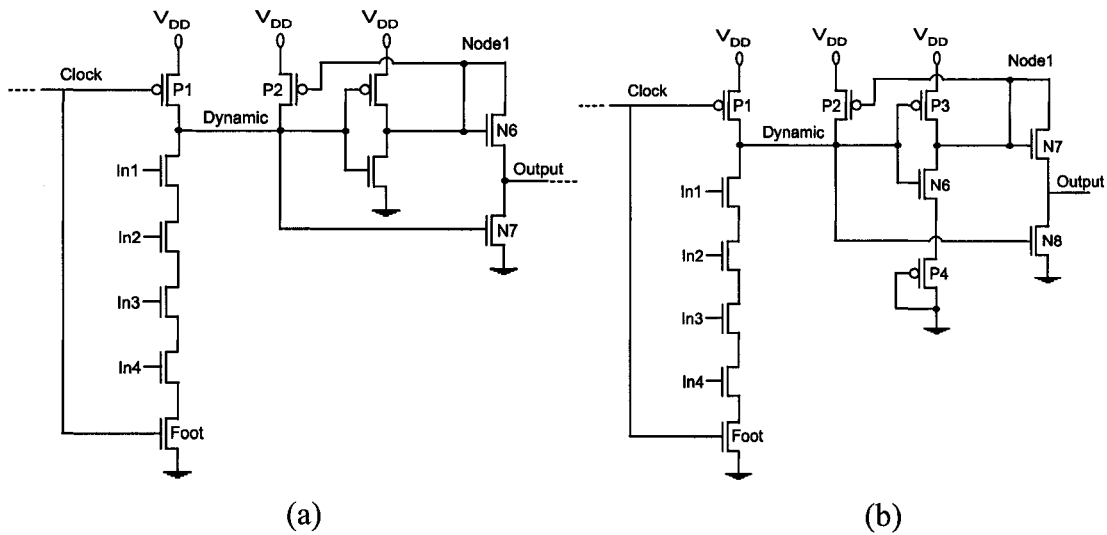 VDD
VDD
VDD
Node1
Clock
P1
P2
Dynamic
N6
In1
Output
In2
N7
In3
In4
Foot
(a)
VDD
VDD
VDD
Node1
Clock
P1
P2
P3
Dynamic
N7
N6
In1
Output
In2
N8
P4
In3
In4
Foot
(b)